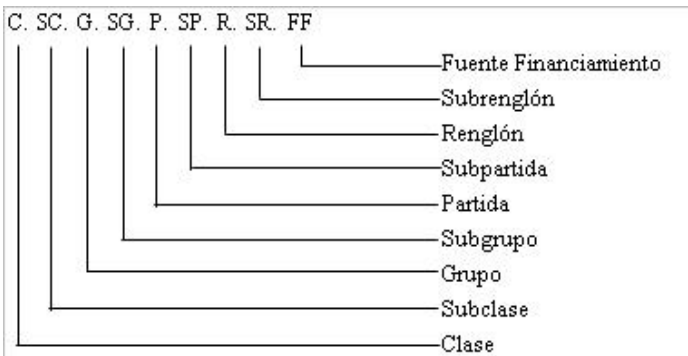 C. SC. G. SG. P. SP. R. SR. FF
Fuente Financiamiento
Subrenglón
Renglón
Subpartida
Partida
Subgrupo
Grupo
Subclase
Clase